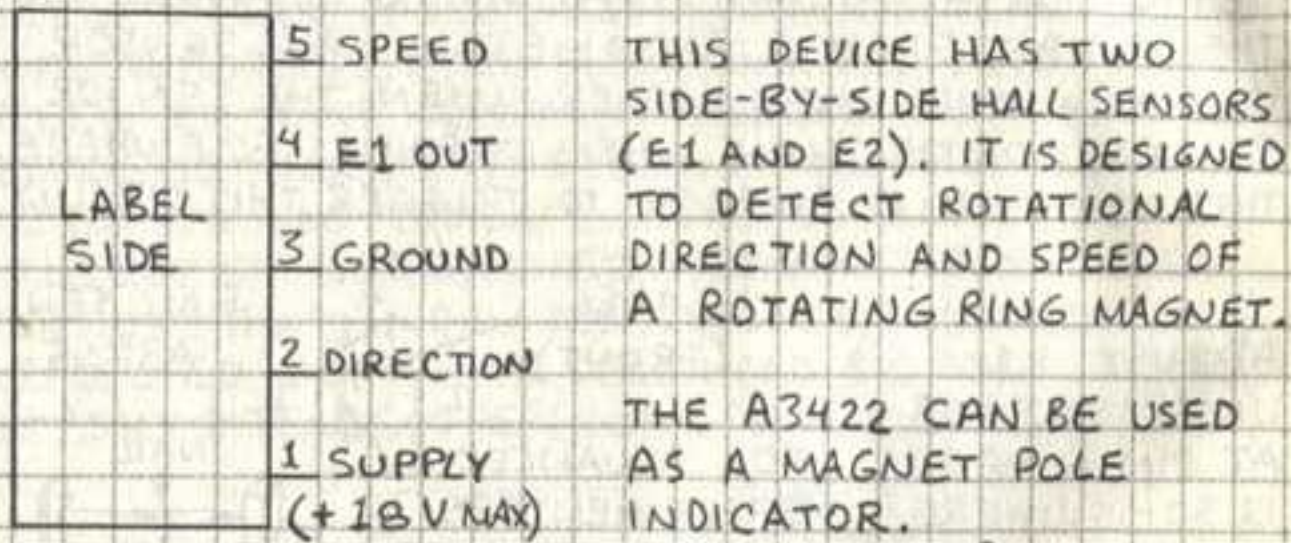 LABEL
SIDE
5 SPEED
4 E1 OUT
3 GROUND
2 DIRECTION
1 SUPPLY
(+18 V MAX)
THIS DEVICE HAS TWO
SIDE-BY-SIDE HALL SENSORS
(E1 AND E2). IT IS DESIGNED
TO DETECT ROTATIONAL
DIRECTION AND SPEED OF
A ROTATING RING MAGNET.
THE A3422 CAN BE USED
AS A MAGNET POLE
INDICATOR.